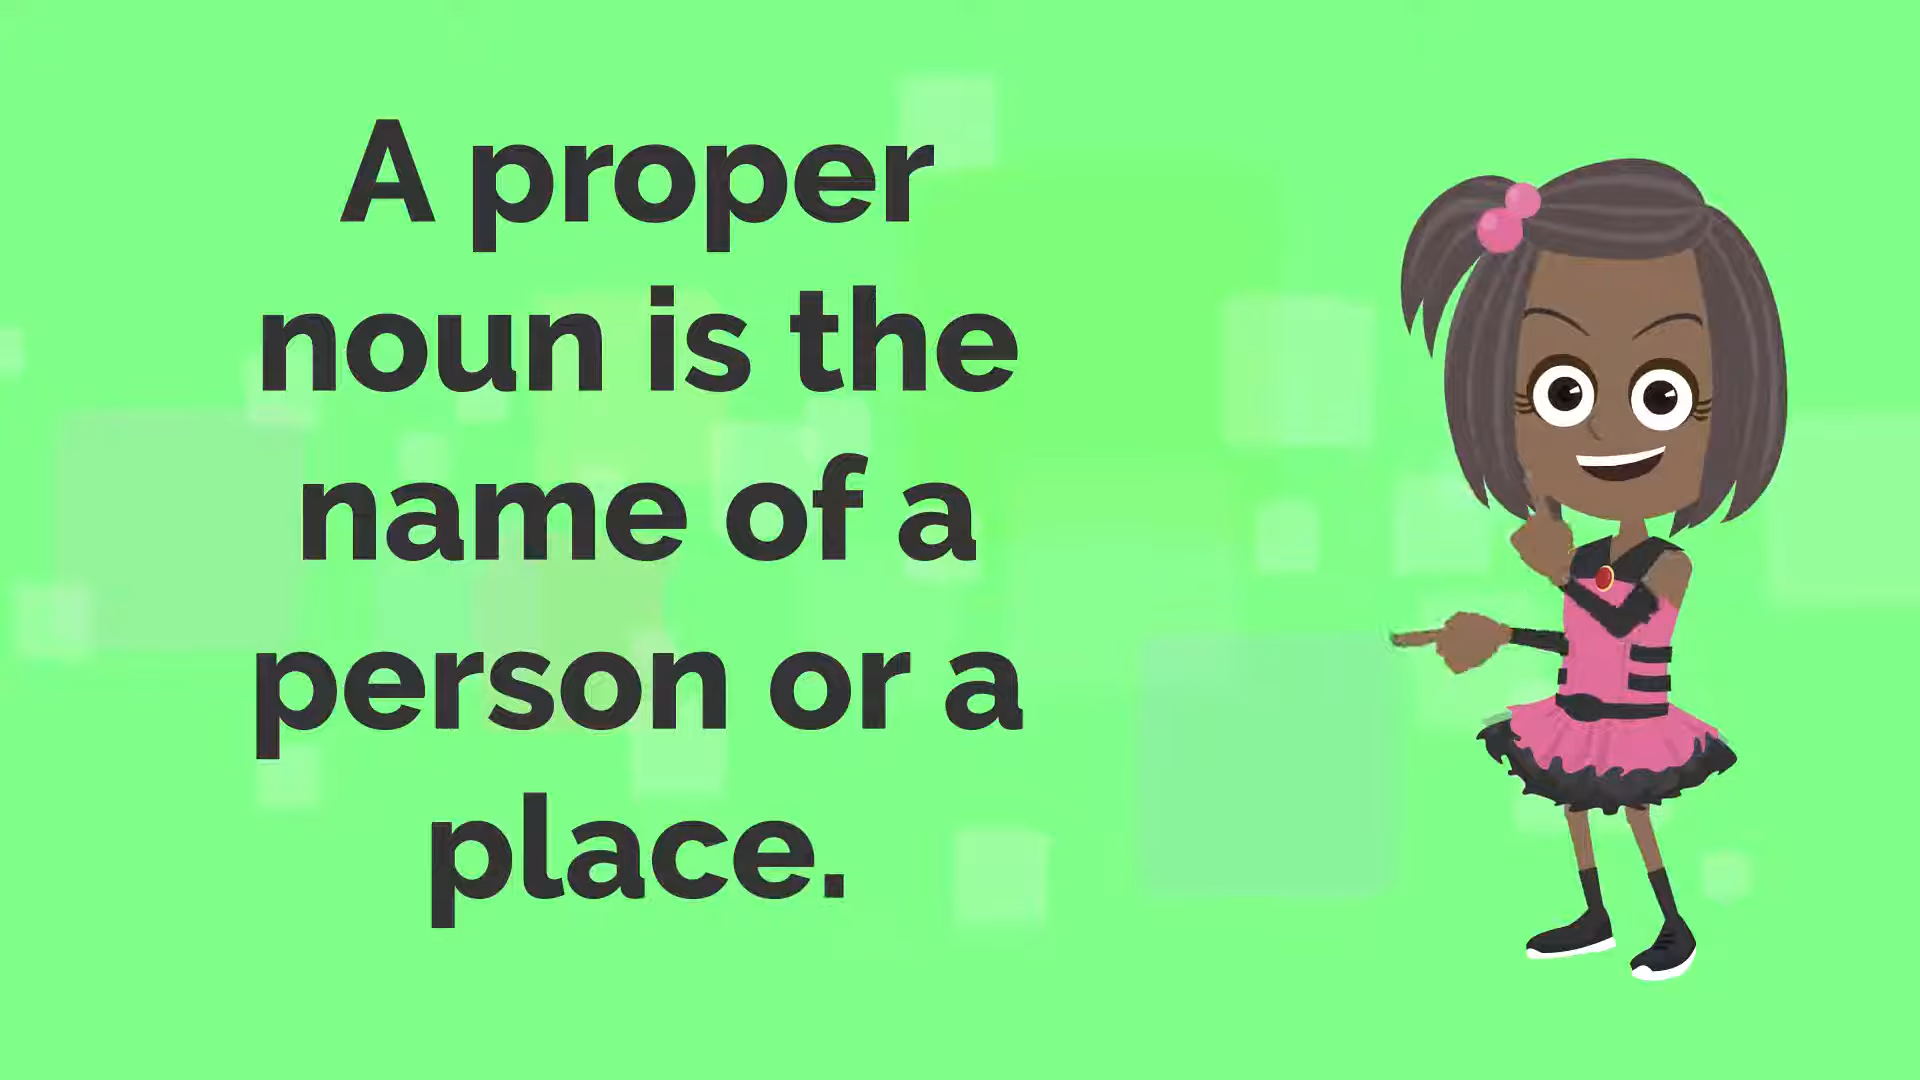 A proper
noun is the
name of a
person or a
place.